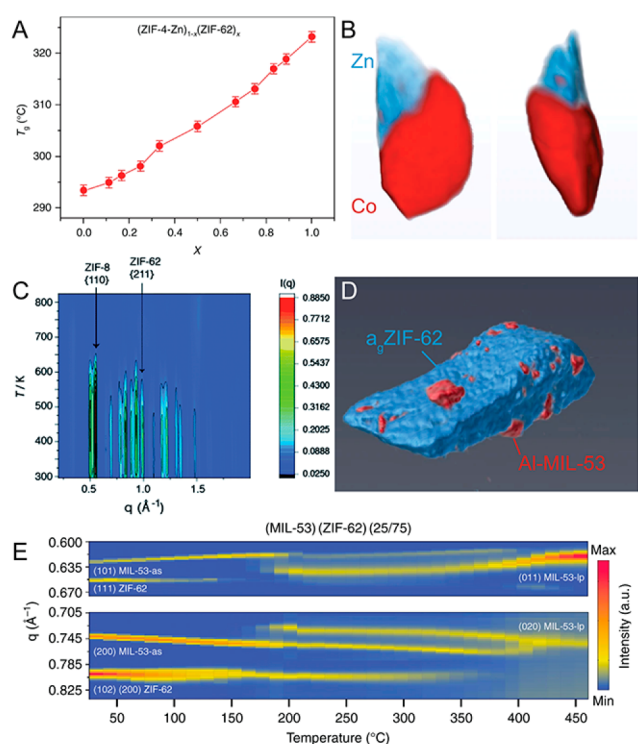 A
(ZIF-4-Zn)1-x(ZIF-62)x
Tg (°C)
320
310
300
290
0.0 0.2 0.4 0.6 0.8 1.0
X
B
Zn
Co
C
ZIF-8
{110}
ZIF-62
{211}
T / K
800
700
600
500
400
300
0.5 1.0 1.5
q (Å⁻¹)
I(q)
0.8850
0.7712
0.6575
0.5437
0.4300
0.3162
0.2025
0.0888
0.0250
D
agZIF-62
Al-MIL-53
E
(MIL-53) (ZIF-62) (25/75)
q (Å⁻¹)
0.600
0.635
0.670
(101) MIL-53-as
(111) ZIF-62
(011) MIL-53-lp
0.705
0.745
0.785
0.825
(020) MIL-53-lp
(200) MIL-53-as
(102) (200) ZIF-62
50 100 150 200 250 300 350 400 450
Temperature (°C)
Max
Intensity (a.u.)
Min